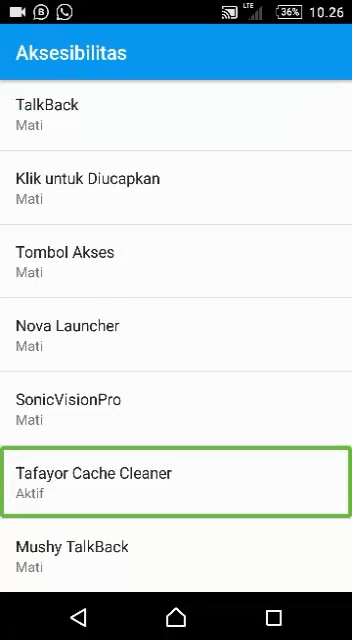 LTE
36%
10.26
Aksesibilitas
TalkBack
Mati
Klik untuk Diucapkan
Mati
Tombol Akses
Mati
Nova Launcher
Mati
SonicVisionPro
Mati
Tafayor Cache Cleaner
Aktif
Mushy TalkBack
Mati